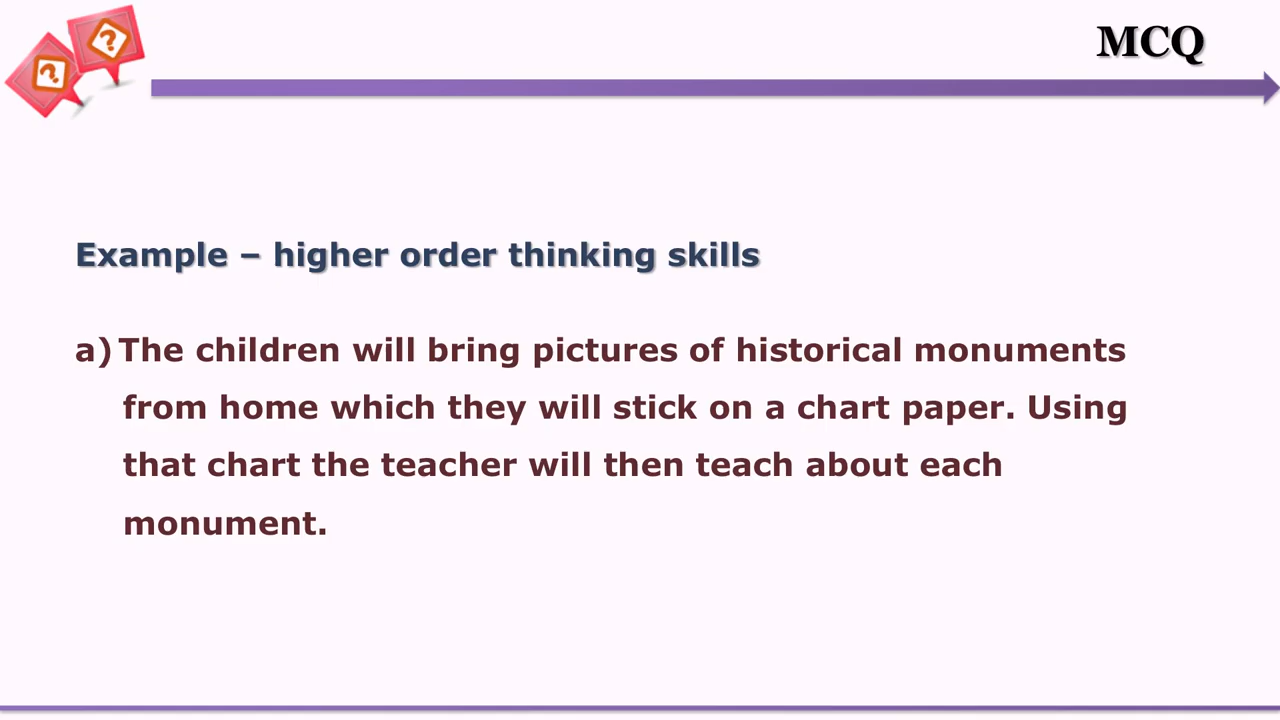 MCQ
Example – higher order thinking skills
a) The children will bring pictures of historical monuments
from home which they will stick on a chart paper. Using
that chart the teacher will then teach about each
monument.